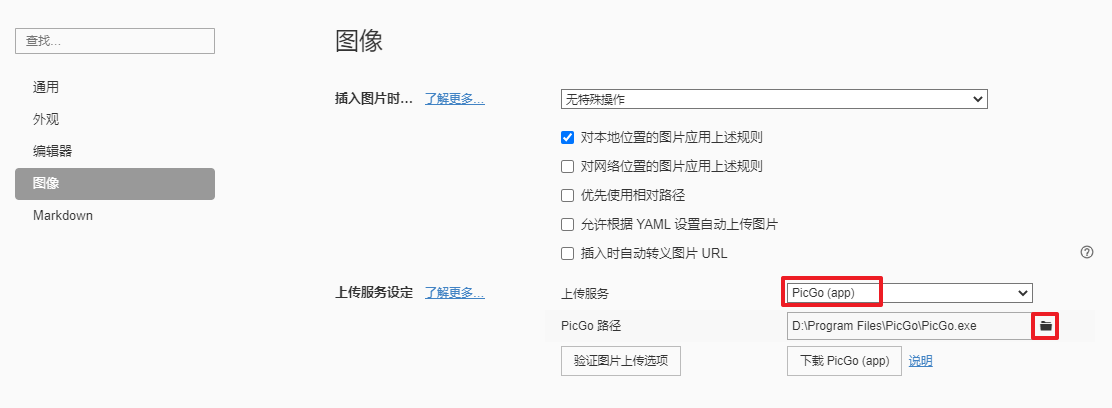 查找...
通用
外观
编辑器
图像
Markdown
图像
插入图片时... 了解更多... 无特殊操作
对本地位置的图片应用上述规则
对网络位置的图片应用上述规则
优先使用相对路径
允许根据 YAML 设置自动上传图片
插入时自动转义图片 URL
上传服务设定 了解更多... 上传服务 PicGo (app)
PicGo 路径 D:\Program Files\PicGo\PicGo.exe
验证图片上传选项 下载 PicGo (app) 说明